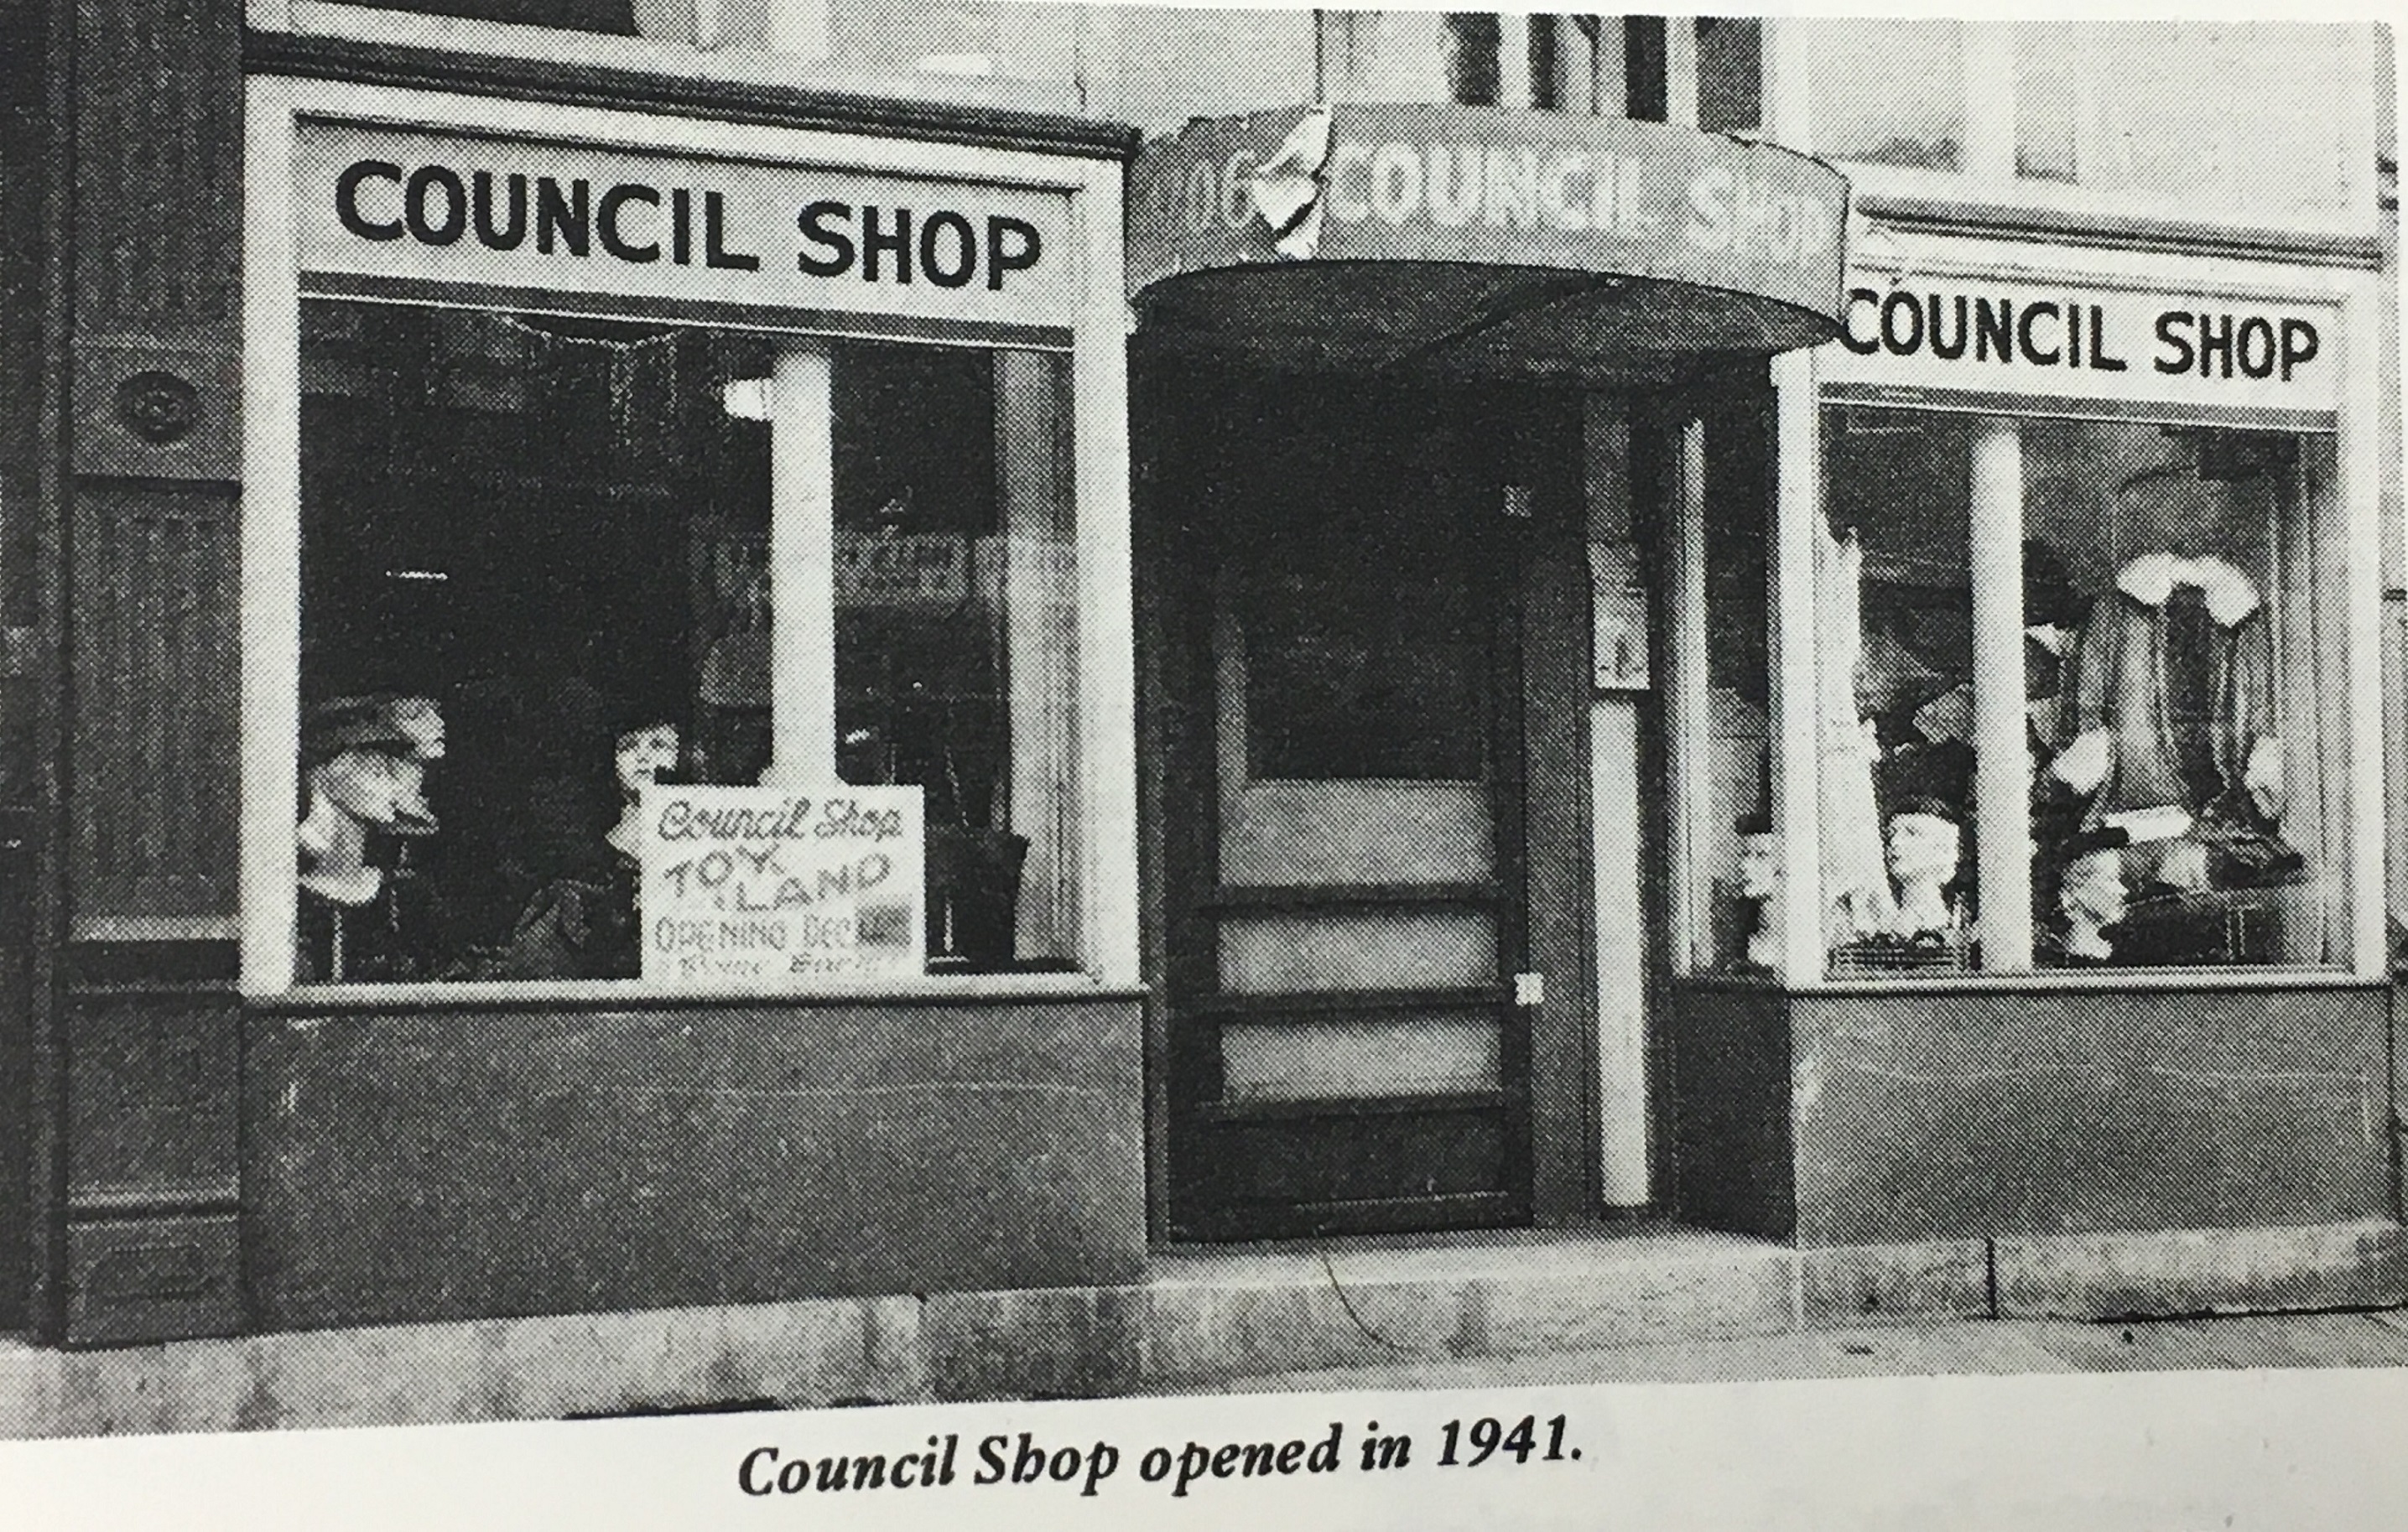 COUNCIL SHOP
COUNCIL SHOP
COUNCIL SHOP
Council Shop
TOY
LAND
OPENING DEC
Council Shop opened in 1941.